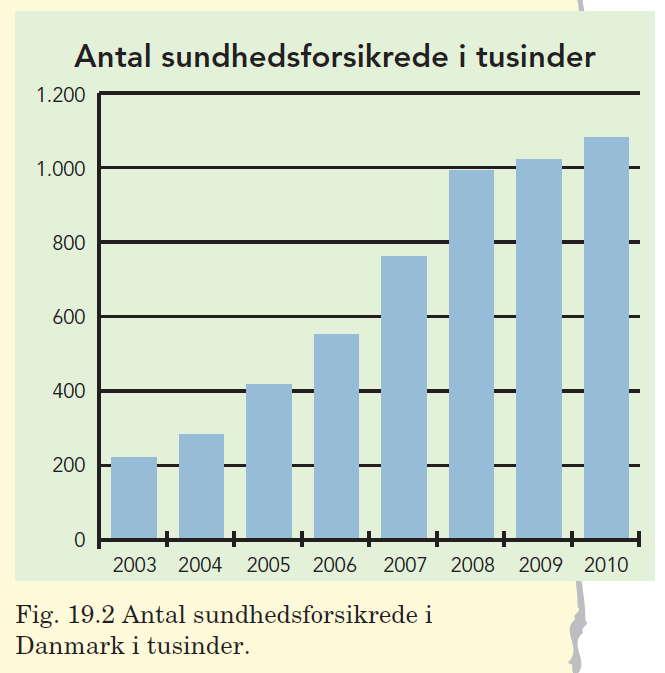 Antal sundhedsforsikrede i tusinder
1.200
1.000
800
600
400
200
0
2003 2004 2005 2006 2007 2008 2009 2010
Fig. 19.2 Antal sundhedsforsikrede i
Danmark i tusinder.